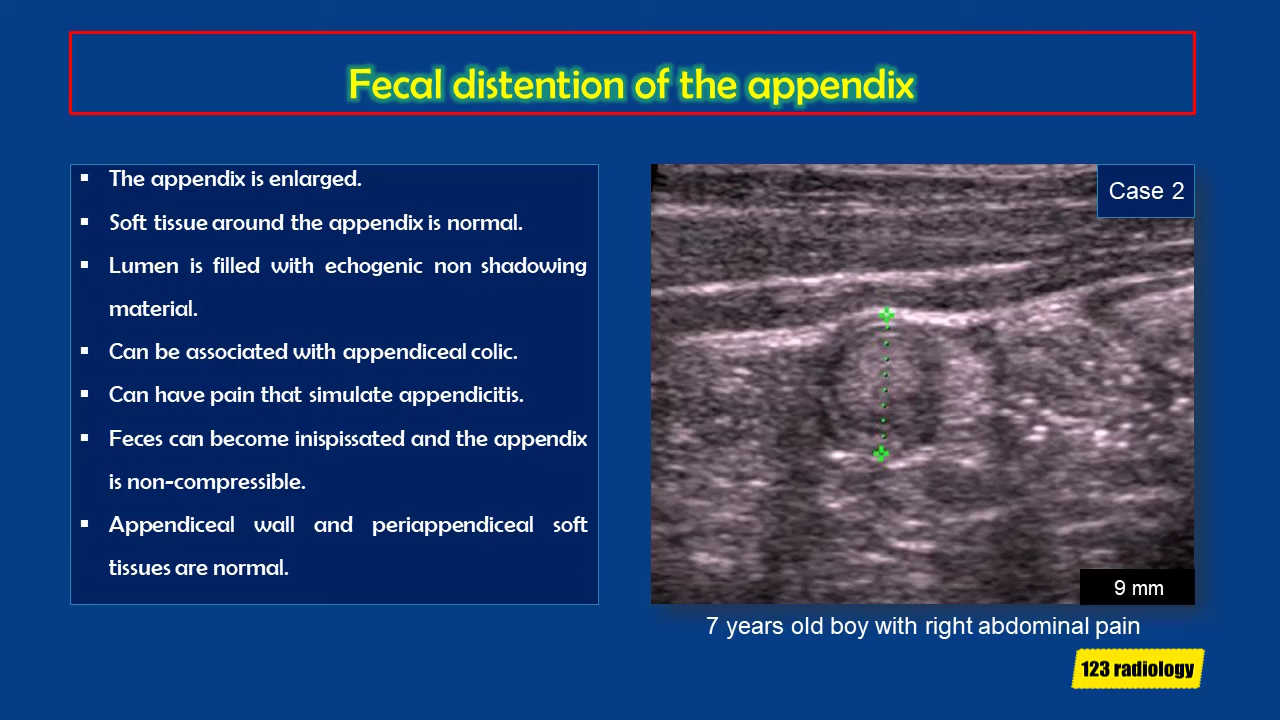 Fecal distention of the appendix
▪ The appendix is enlarged.
▪ Soft tissue around the appendix is normal.
▪ Lumen is filled with echogenic non shadowing
material.
▪ Can be associated with appendiceal colic.
▪ Can have pain that simulate appendicitis.
▪ Feces can become inispissated and the appendix
is non-compressible.
▪ Appendiceal wall and periappendiceal soft
tissues are normal.
Case 2
9 mm
7 years old boy with right abdominal pain
123 radiology